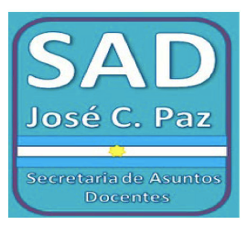 SAD
José C. Paz
Secretaria de Asuntos
Docentes